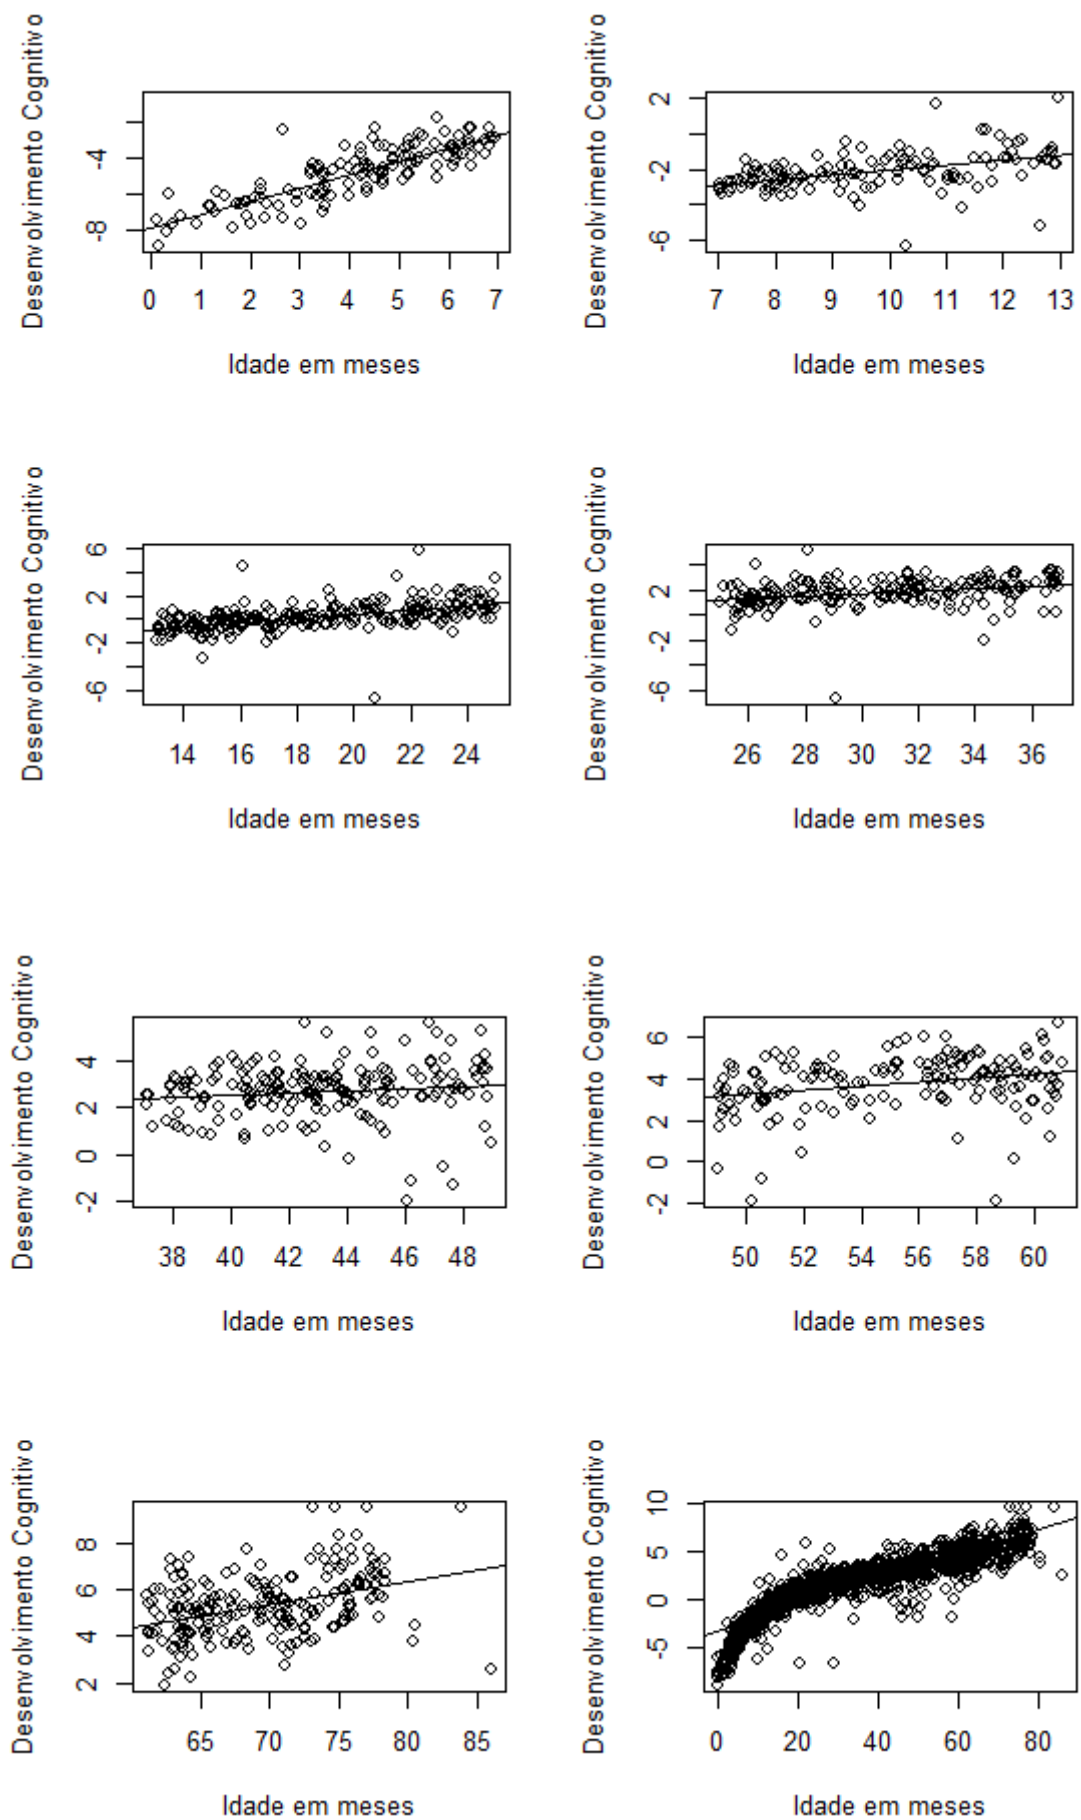 Desenvolvimento Cognitivo
-4
-8
0 1 2 3 4 5 6 7
Idade em meses
Desenvolvimento Cognitivo
2
-2
-6
7 8 9 10 11 12 13
Idade em meses
Desenvolvimento Cognitivo
6
2
-2
-6
14 16 18 20 22 24
Idade em meses
Desenvolvimento Cognitivo
2
-2
-6
26 28 30 32 34 36
Idade em meses
Desenvolvimento Cognitivo
4
2
0
-2
38 40 42 44 46 48
Idade em meses
Desenvolvimento Cognitivo
6
4
2
0
-2
50 52 54 56 58 60
Idade em meses
Desenvolvimento Cognitivo
8
6
4
2
65 70 75 80 85
Idade em meses
Desenvolvimento Cognitivo
10
5
0
-5
0 20 40 60 80
Idade em meses